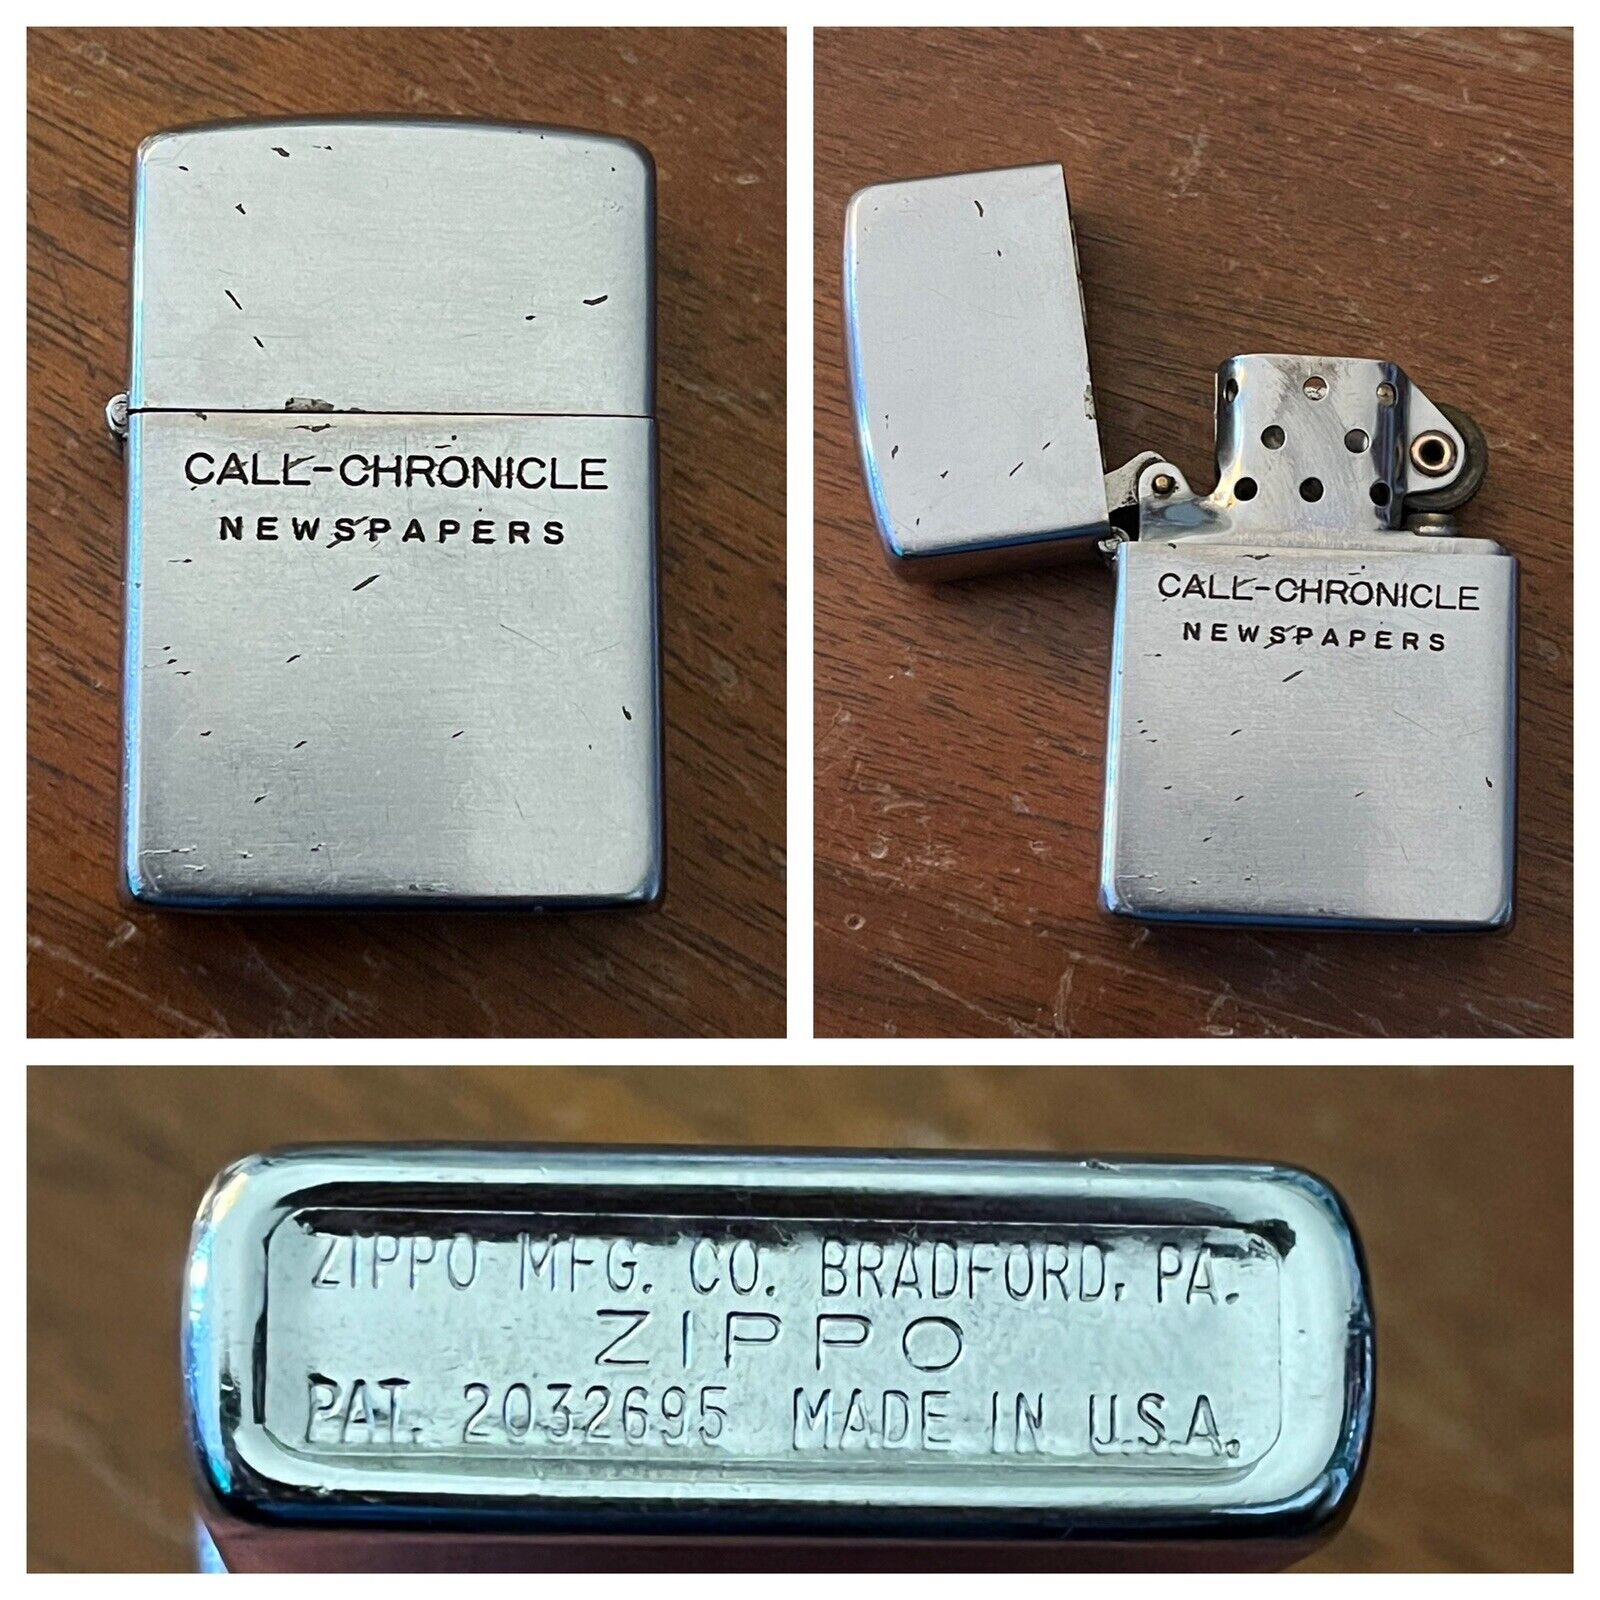 CALL-CHRONICLE
NEWSPAPERS
CALL-CHRONICLE
NEWSPAPERS
ZIPPO MFG. CO. BRADFORD, PA.
ZIPPO
PAT. 2032695 MADE IN U.S.A.